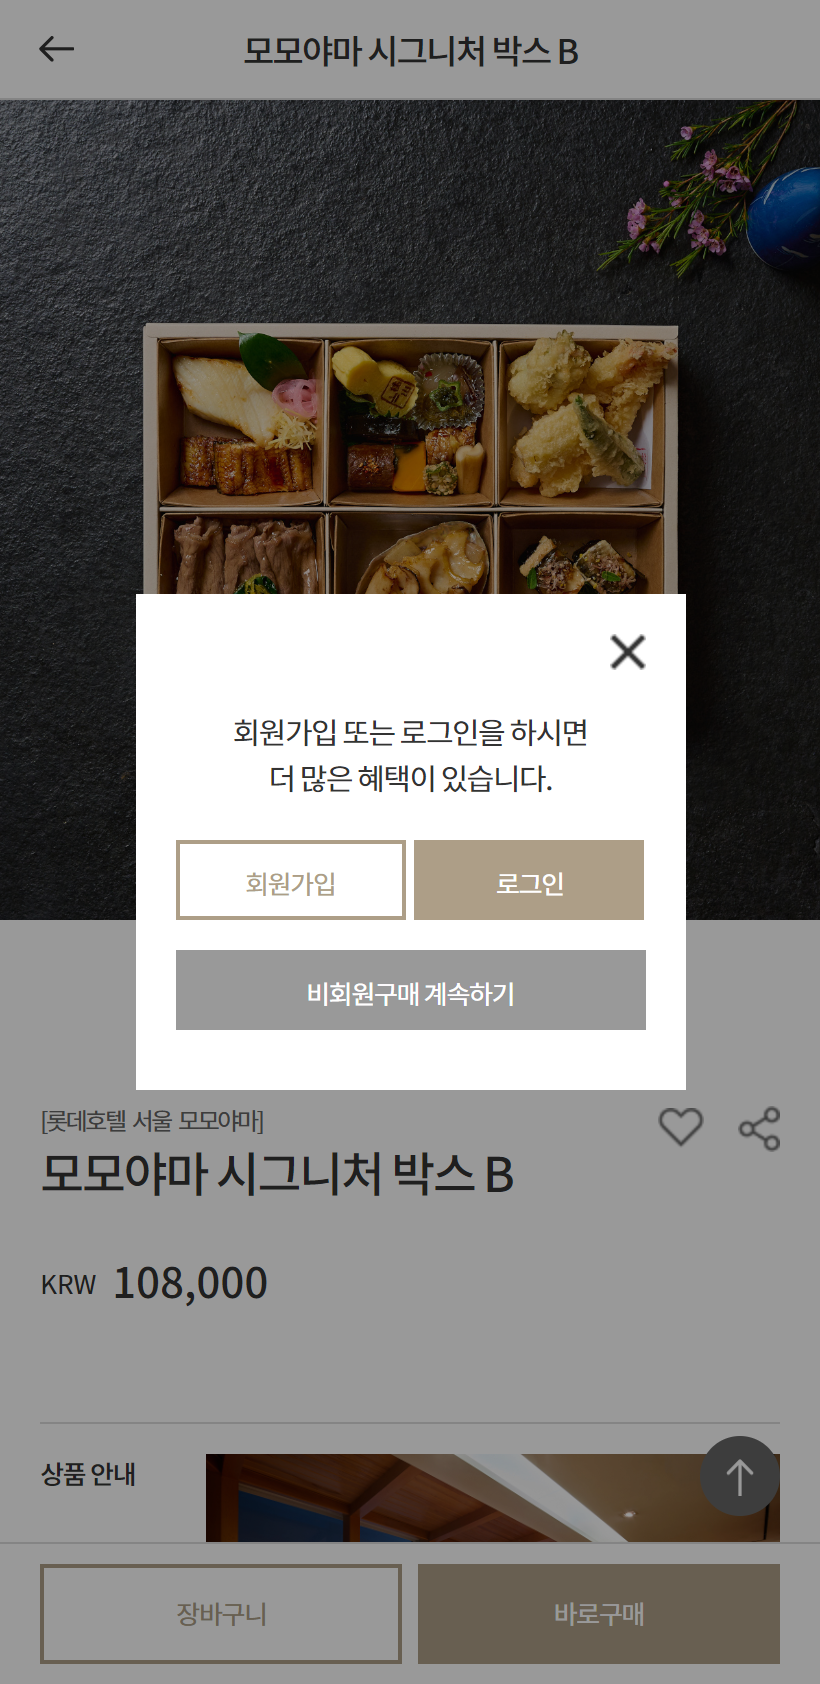 모모야마 시그니처 박스 B
회원가입 또는 로그인을 하시면
더 많은 혜택이 있습니다.
회원가입
로그인
비회원구매 계속하기
[롯데호텔 서울 모모야마]
모모야마 시그니처 박스 B
KRW 108,000
상품 안내
장바구니
바로구매